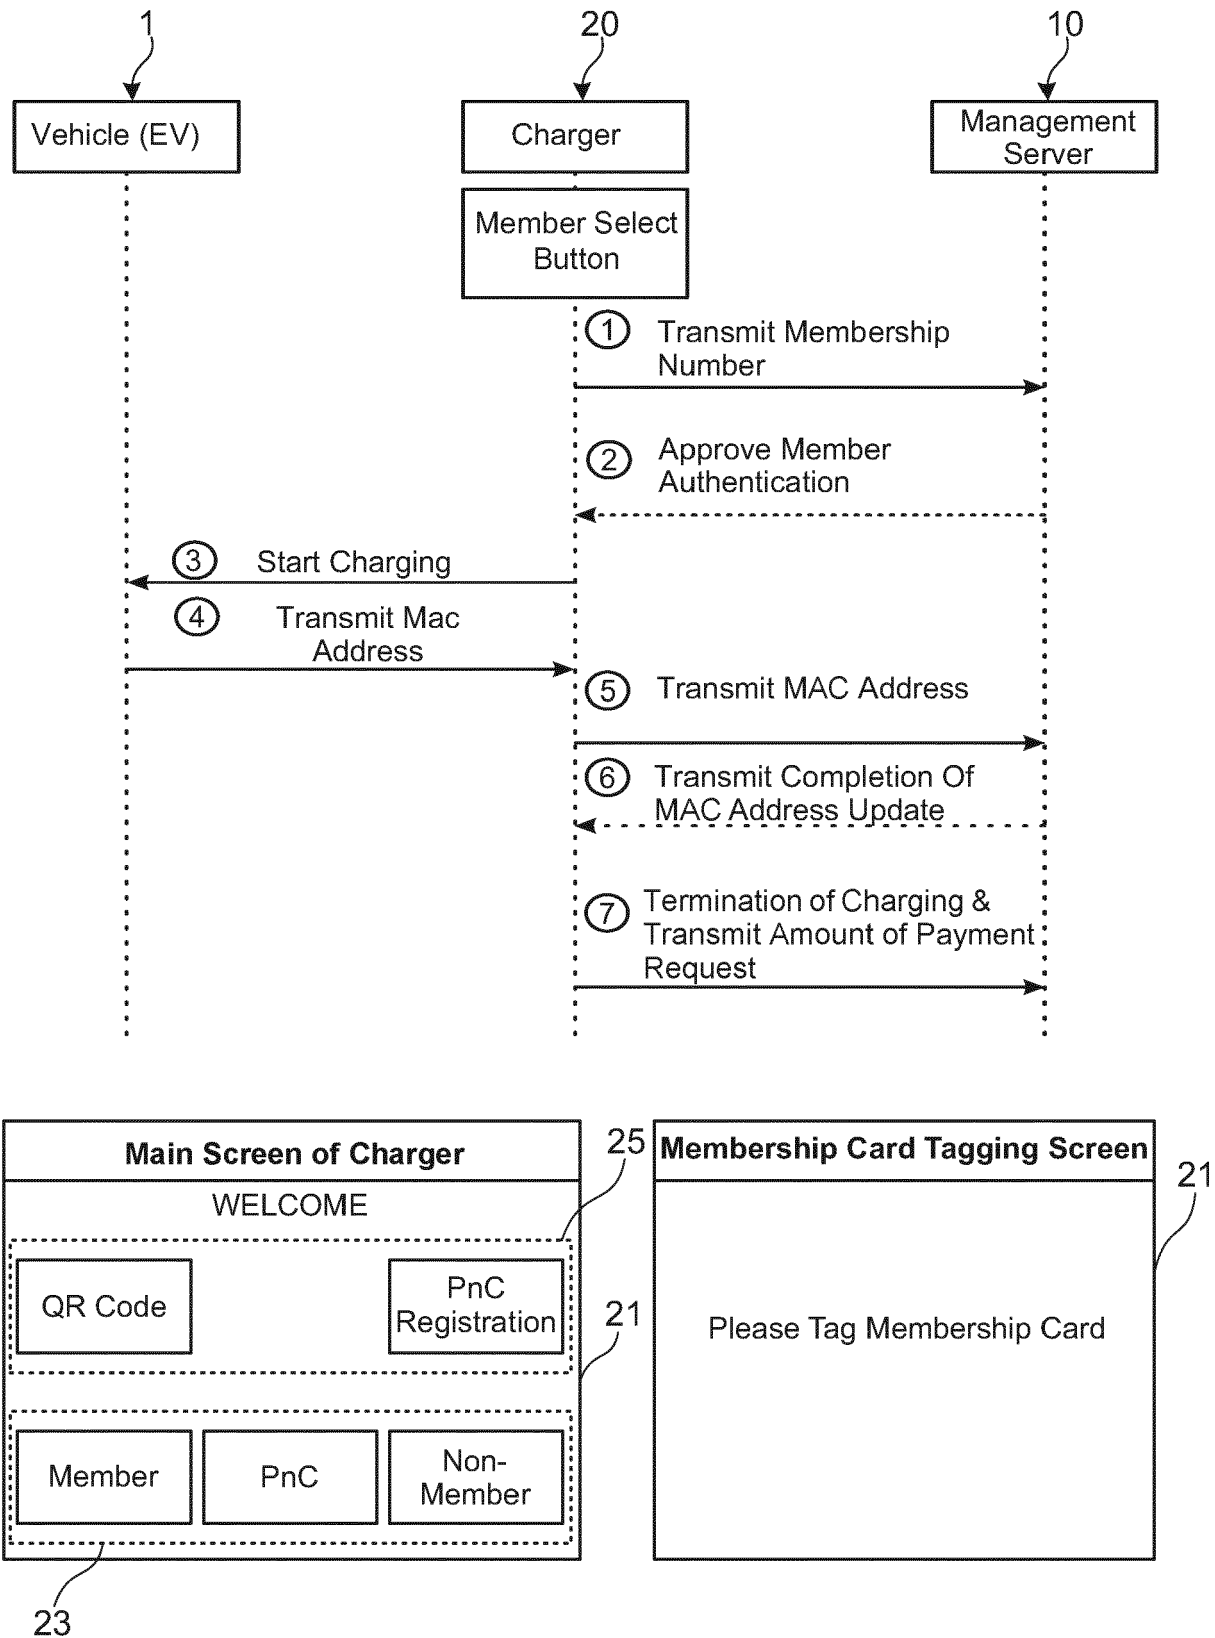 1
20
10
Vehicle (EV)
Charger
Management
Server
Member Select
Button
1 Transmit Membership
Number
2 Approve Member
Authentication
3 Start Charging
4 Transmit Mac
Address
5 Transmit MAC Address
6 Transmit Completion Of
MAC Address Update
7 Termination of Charging &
Transmit Amount of Payment
Request
Main Screen of Charger
25
WELCOME
QR Code
PnC
Registration
21
Member
PnC
Non-
Member
23
Membership Card Tagging Screen
21
Please Tag Membership Card